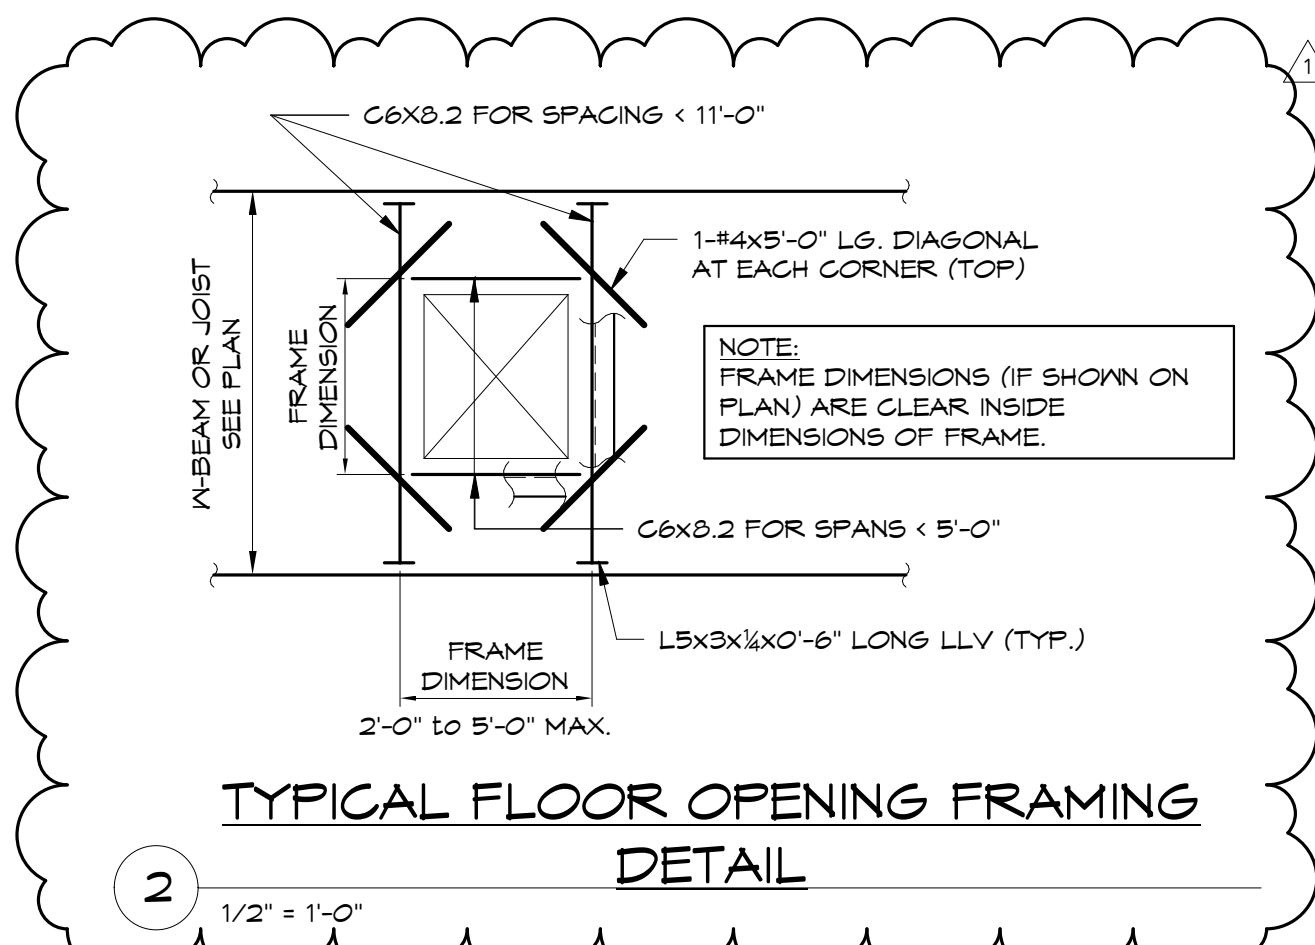 1
C6X8.2 FOR SPACING < 11'-0"
1-#4x5'-0" LG. DIAGONAL
AT EACH CORNER (TOP)
W-BEAM OR JOIST
SEE PLAN
FRAME
DIMENSION
NOTE:
FRAME DIMENSIONS (IF SHOWN ON
PLAN) ARE CLEAR INSIDE
DIMENSIONS OF FRAME.
C6x8.2 FOR SPANS < 5'-0"
L5x3x¼x0'-6" LONG LLV (TYP.)
FRAME
DIMENSION
2'-0" to 5'-0" MAX.
TYPICAL FLOOR OPENING FRAMING
DETAIL
2
1/2" = 1'-0"